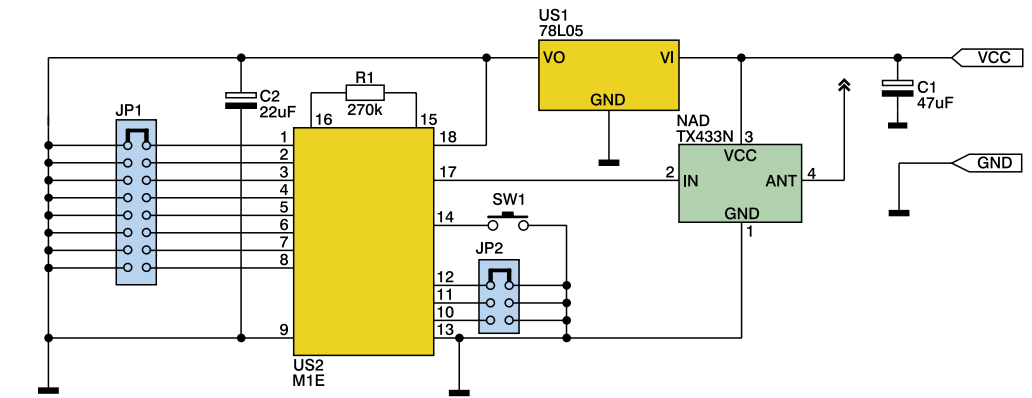 US1
78L05
VO
VI
GND
VCC
R1
270k
C2
22uF
C1
47uF
JP1
16
15
NAD
TX433N
3
VCC
1
18
2
3
17
2
IN
ANT
4
GND
4
5
SW1
14
6
GND
1
7
JP2
8
12
11
10
9
13
US2
M1E